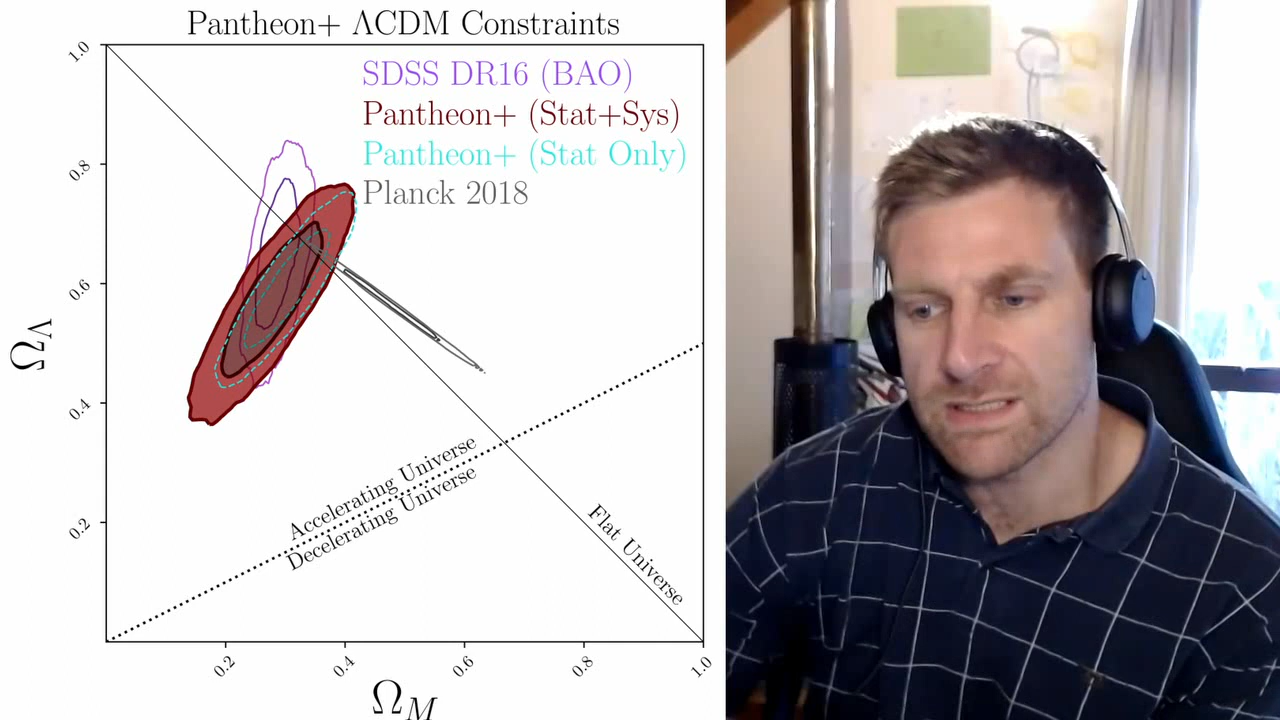 Pantheon+ ΛCDM Constraints
SDSS DR16 (BAO)
Pantheon+ (Stat+Sys)
Pantheon+ (Stat Only)
Planck 2018
1.0
0.8
0.6
0.4
0.2
Ω_Λ
Accelerating Universe
Decelerating Universe
Flat Universe
0.2
0.4
0.6
0.8
1.0
Ω_M